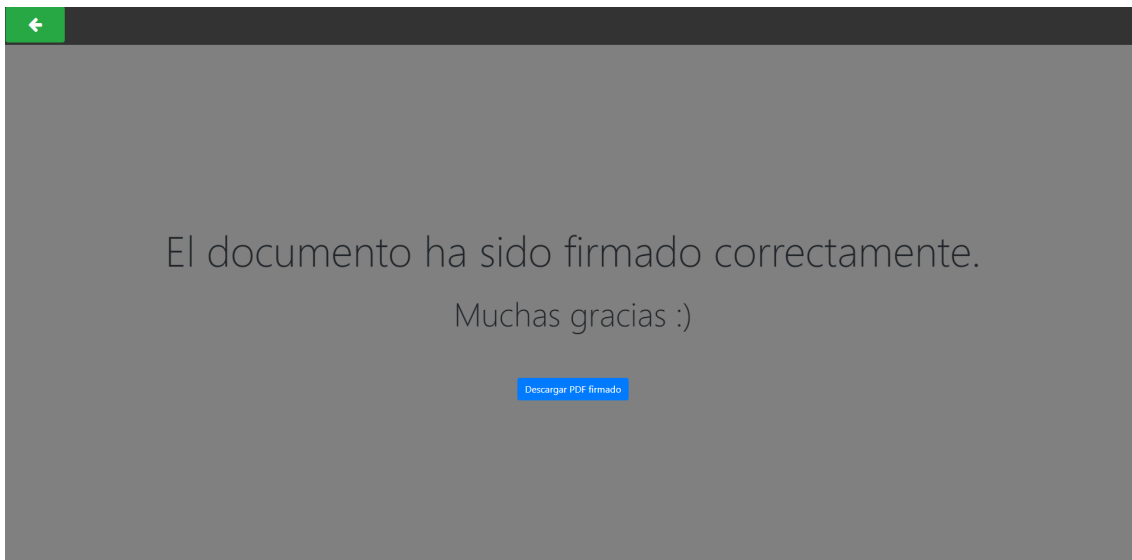 El documento ha sido firmado correctamente.
Muchas gracias :)
Descargar PDF firmado